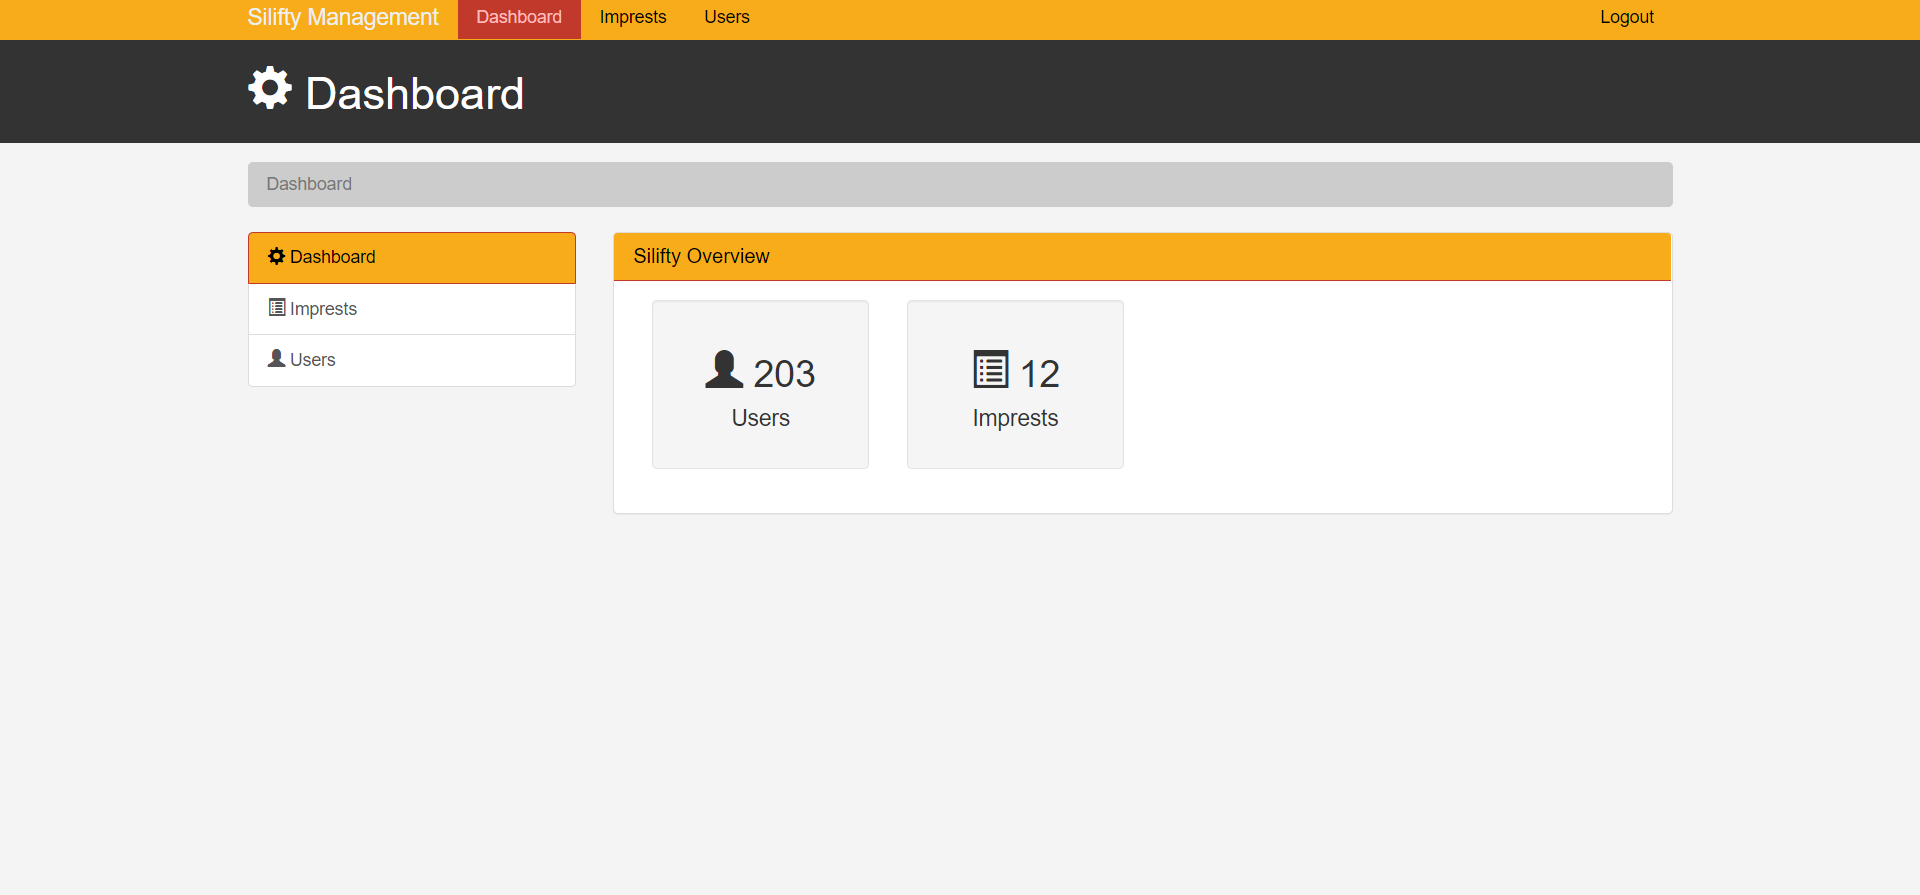 Silifty Management Dashboard Imprests Users Logout
Dashboard
Dashboard
Dashboard
Imprests
Users
Silifty Overview
203
Users
12
Imprests